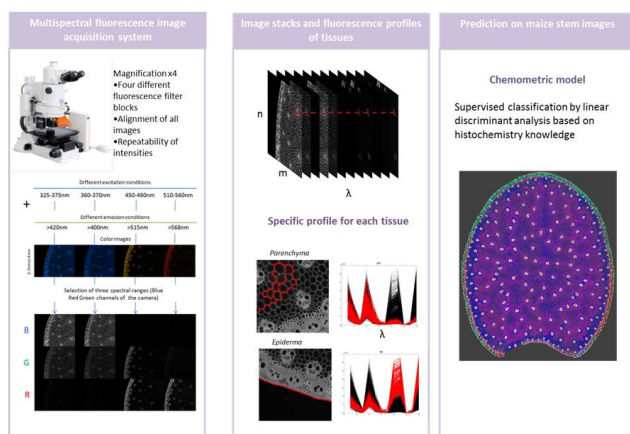 Multispectral fluorescence image
acquisition system
Magnification x4
•Four different
fluorescence filter
blocks
•Alignment of all
images
•Repeatability of
intensities
Different excitation conditions
+
325-375nm 360-370nm 450-490nm 510-560nm
Different emission conditions
>420nm >400nm >515nm >568nm
Color images
Selection of three spectral ranges (Blue
Red Green channels of the camera)
B
G
R
Image stacks and fluorescence profiles
of tissues
n
m
λ
Specific profile for each tissue
Parenchyma
λ
Epiderma
Prediction on maize stem images
Chemometric model
Supervised classification by linear
discriminant analysis based on
histochemistry knowledge